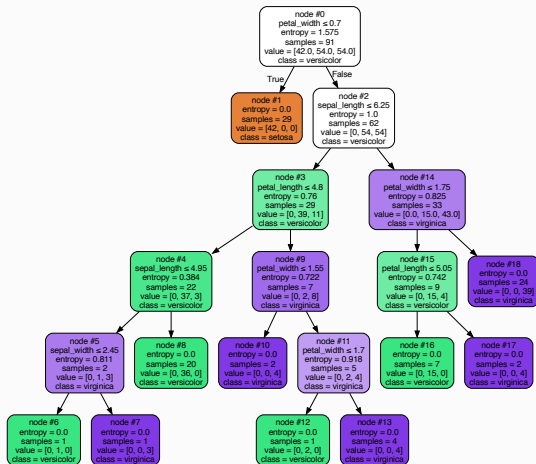 node #0
petal_width ≤ 0.7
entropy = 1.575
samples = 91
value = [42.0, 54.0, 54.0]
class = versicolor
True
False
node #1
entropy = 0.0
samples = 29
value = [42, 0, 0]
class = setosa
node #2
sepal_length ≤ 6.25
entropy = 1.0
samples = 62
value = [0, 54, 54]
class = versicolor
node #3
petal_length ≤ 4.8
entropy = 0.76
samples = 29
value = [0, 39, 11]
class = versicolor
node #14
petal_width ≤ 1.75
entropy = 0.825
samples = 33
value = [0.0, 15.0, 43.0]
class = virginica
node #4
sepal_length ≤ 4.95
entropy = 0.384
samples = 22
value = [0, 37, 3]
class = versicolor
node #9
petal_width ≤ 1.55
entropy = 0.722
samples = 7
value = [0, 2, 8]
class = virginica
node #15
petal_length ≤ 5.05
entropy = 0.742
samples = 9
value = [0, 15, 4]
class = versicolor
node #18
entropy = 0.0
samples = 24
value = [0, 0, 39]
class = virginica
node #5
sepal_width ≤ 2.45
entropy = 0.811
samples = 2
value = [0, 1, 3]
class = virginica
node #8
entropy = 0.0
samples = 20
value = [0, 36, 0]
class = versicolor
node #10
entropy = 0.0
samples = 2
value = [0, 0, 4]
class = virginica
node #11
petal_width ≤ 1.7
entropy = 0.918
samples = 5
value = [0, 2, 4]
class = virginica
node #16
entropy = 0.0
samples = 7
value = [0, 15, 0]
class = versicolor
node #17
entropy = 0.0
samples = 2
value = [0, 0, 4]
class = virginica
node #6
entropy = 0.0
samples = 1
value = [0, 1, 0]
class = versicolor
node #7
entropy = 0.0
samples = 1
value = [0, 0, 3]
class = virginica
node #12
entropy = 0.0
samples = 1
value = [0, 2, 0]
class = versicolor
node #13
entropy = 0.0
samples = 4
value = [0, 0, 4]
class = virginica